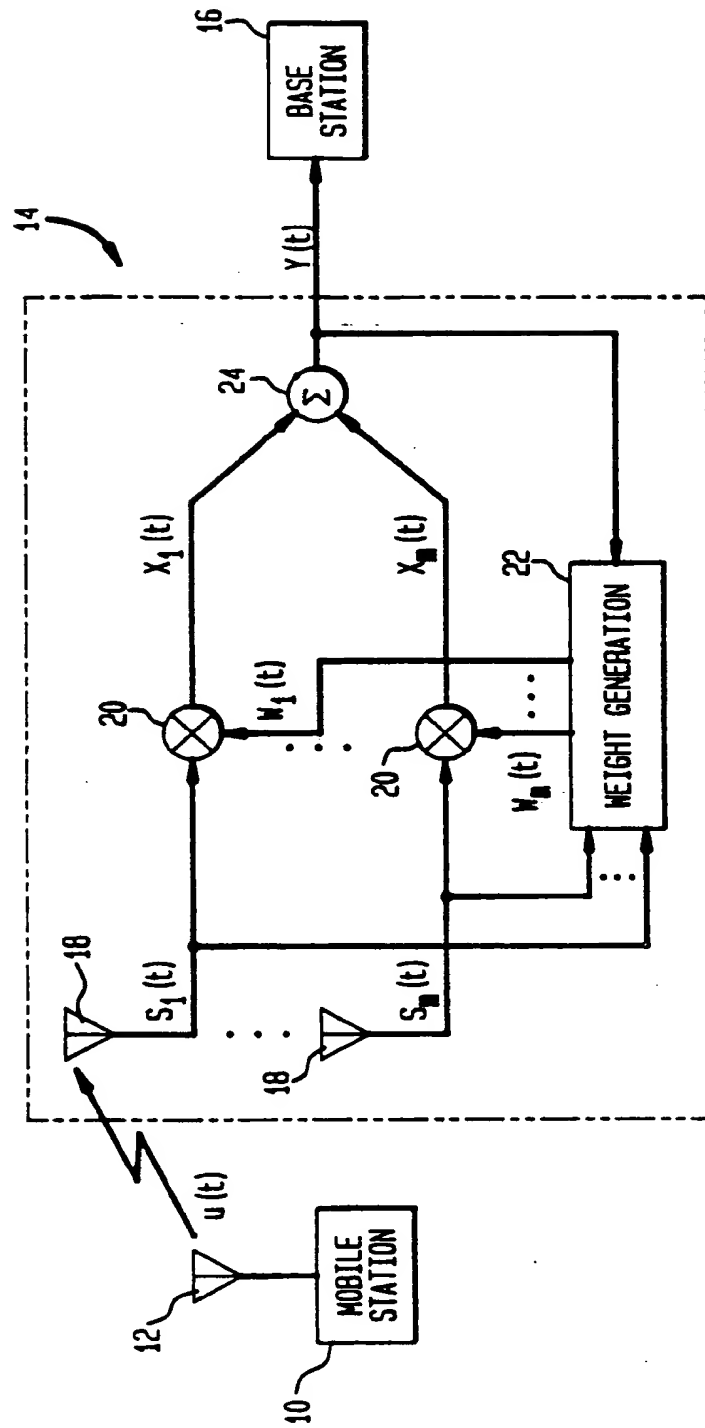 14
16
BASE
STATION
Y(t)
24
Σ
X1(t)
Xm(t)
22
WEIGHT GENERATION
20
W1(t)
20
Wm(t)
18
S1(t)
18
Sm(t)
u(t)
12
MOBILE
STATION
10